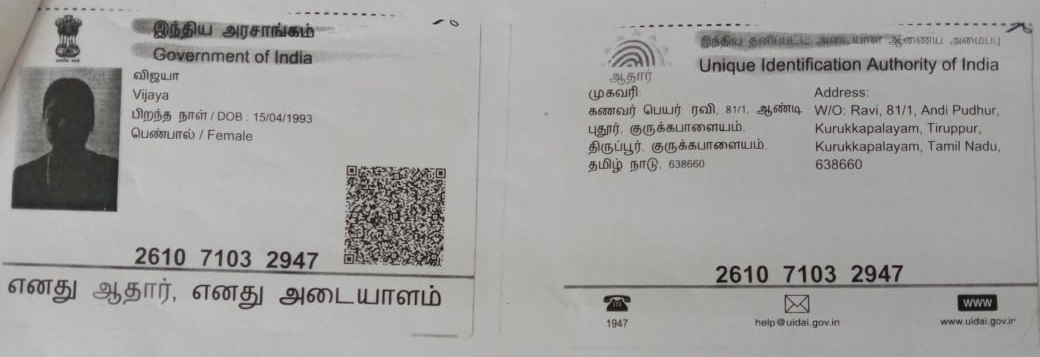 இந்திய அரசாங்கம்
Government of India
விஜயா
Vijaya
பிறந்த நாள் / DOB : 15/04/1993
பெண்பால் / Female
2610 7103 2947
எனது ஆதார், எனது அடையாளம்
இந்திய தனிப்பட்ட அடையாள ஆணைய அமைப்பு
Unique Identification Authority of India
ஆதார்
முகவரி:
கணவர் பெயர்: ரவி, 81/1, ஆண்டி
புதூர், குருக்கபாளையம்,
திருப்பூர், குருக்கபாளையம்,
தமிழ் நாடு, 638660
Address:
W/O: Ravi, 81/1, Andi Pudhur,
Kurukkapalayam, Tiruppur,
Kurukkapalayam, Tamil Nadu,
638660
2610 7103 2947
1947
help@uidai.gov.in
WWW
www.uidai.gov.in